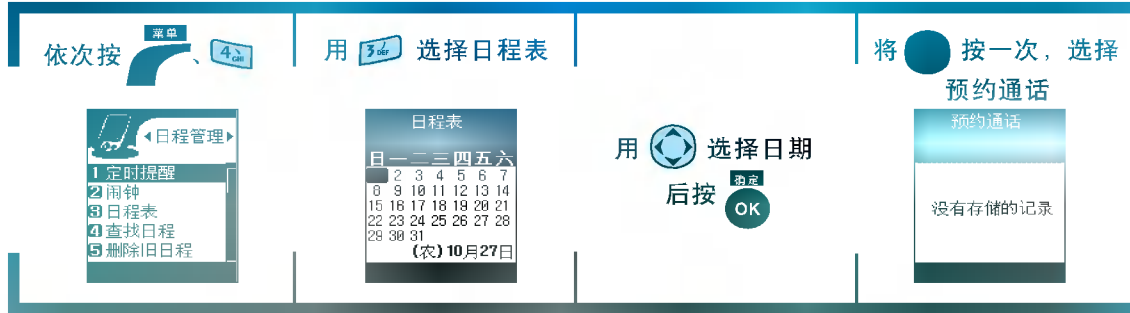 菜单
依次按 、 4 GHI
◂日程管理▸
1 定时提醒
2 闹钟
3 日程表
4 查找日程
5 删除旧日程
用 3 DEF 选择日程表
日程表
日 一 二 三 四 五 六
2 3 4 5 6 7
8 9 10 11 12 13 14
15 16 17 18 19 20 21
22 23 24 25 26 27 28
29 30 31
(农) 10月27日
用 选择日期
后按 确定
OK
将 按一次，选择
预约通话
预约通话
没有存储的记录